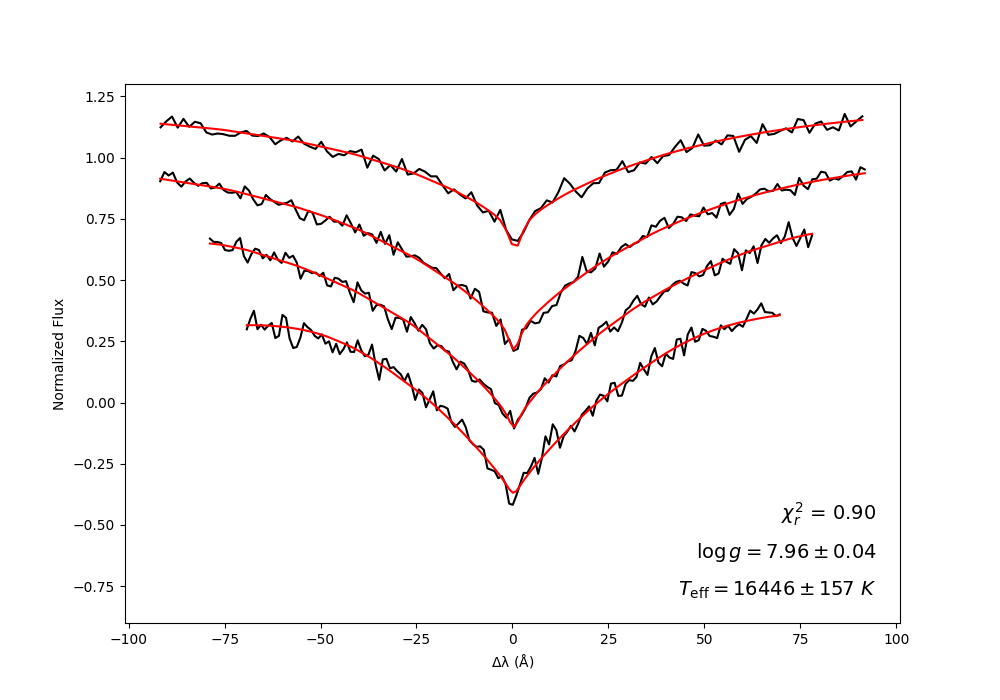 1.25
1.00
0.75
0.50
0.25
0.00
−0.25
−0.50
−0.75
Normalized Flux
χ²ᵣ = 0.90
log g = 7.96 ± 0.04
T_eff = 16446 ± 157 K
−100 −75 −50 −25 0 25 50 75 100
Δλ (Å)